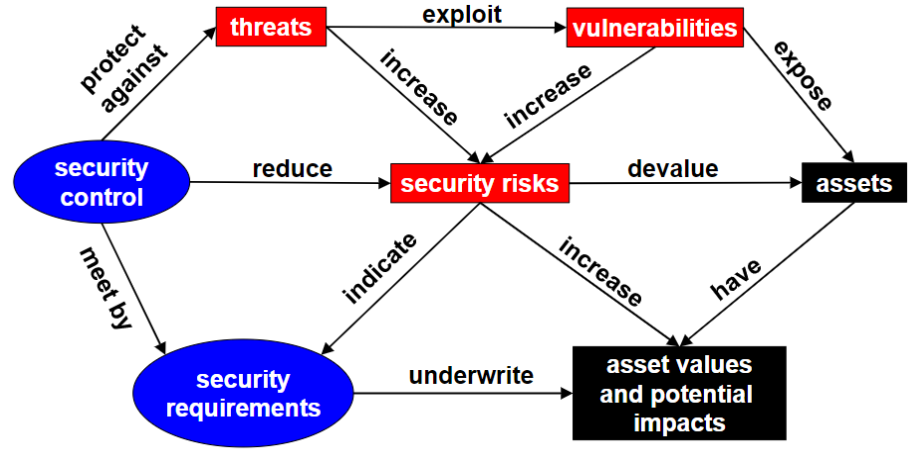 threats
exploit
vulnerabilities
protect
against
increase
increase
expose
security
control
reduce
security risks
devalue
assets
meet by
indicate
increase
have
security
requirements
underwrite
asset values
and potential
impacts